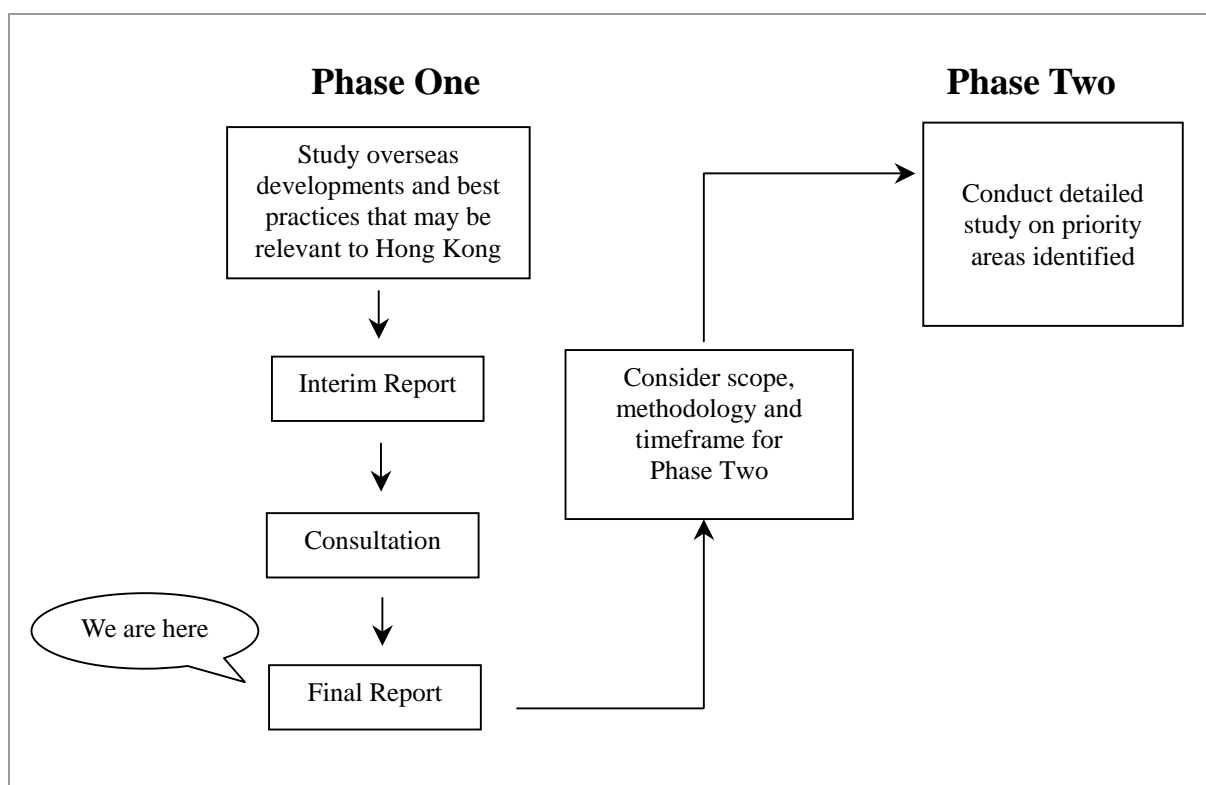 Phase One
Study overseas
developments and best
practices that may be
relevant to Hong Kong
Interim Report
Consultation
We are here
Final Report
Consider scope,
methodology and
timeframe for
Phase Two
Phase Two
Conduct detailed
study on priority
areas identified